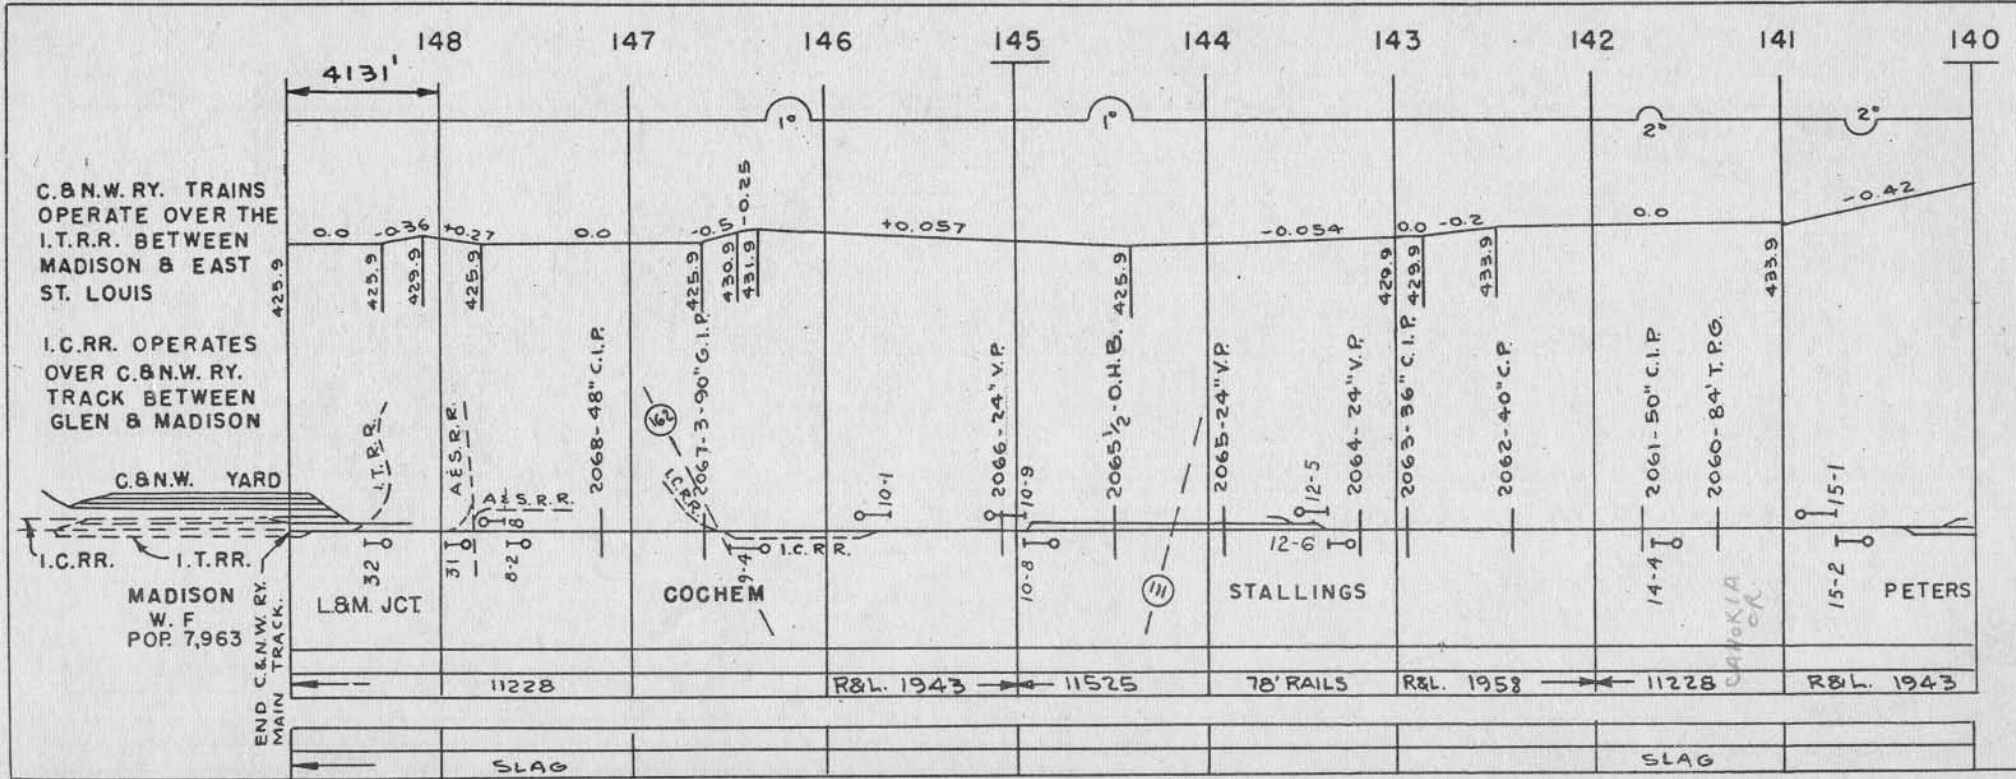 148 147 146 145 144 143 142 141 140
4131'
1° 1° 2° 2°
C.&N.W. RY. TRAINS
OPERATE OVER THE
I.T.R.R. BETWEEN
MADISON & EAST
ST. LOUIS
I.C.RR. OPERATES
OVER C.&N.W. RY.
TRACK BETWEEN
GLEN & MADISON
0.0 -0.36 +0.27 0.0 -0.5 -0.25 +0.057 -0.054 0.0 -0.2 0.0 -0.42
425.9 425.9 429.9 425.9 425.9 430.9 431.9 425.9 429.9 429.9 433.9 433.9
2068-48" C.I.P.
2067-3-90" G.I.P.
2066-24" V.P.
2065½-O.H.B.
2065-24" V.P.
2064-24" V.P.
2063-36" C.I.P.
2062-40" C.P.
2061-50" C.I.P.
2060-84' T.P.G.
C.&N.W. YARD
I.T.R.R.
A&S.R.R.
A&S.R.R.
162
I.C.R.R.
I.C.R.R.
111
I.C.RR.
I.T.RR.
32
31
8
8-2
9-4
10-1
10-9
10-8
12-5
12-6
14-4
15-1
15-2
MADISON
W. F
POP. 7,963
END C.&N.W. RY.
MAIN TRACK.
L.&M. JCT.
COCHEM
STALLINGS
CAHOKIA
CR.
PETERS
11228 R&L. 1943 11525 78' RAILS R&L. 1958 11228 R&L. 1943
SLAG SLAG